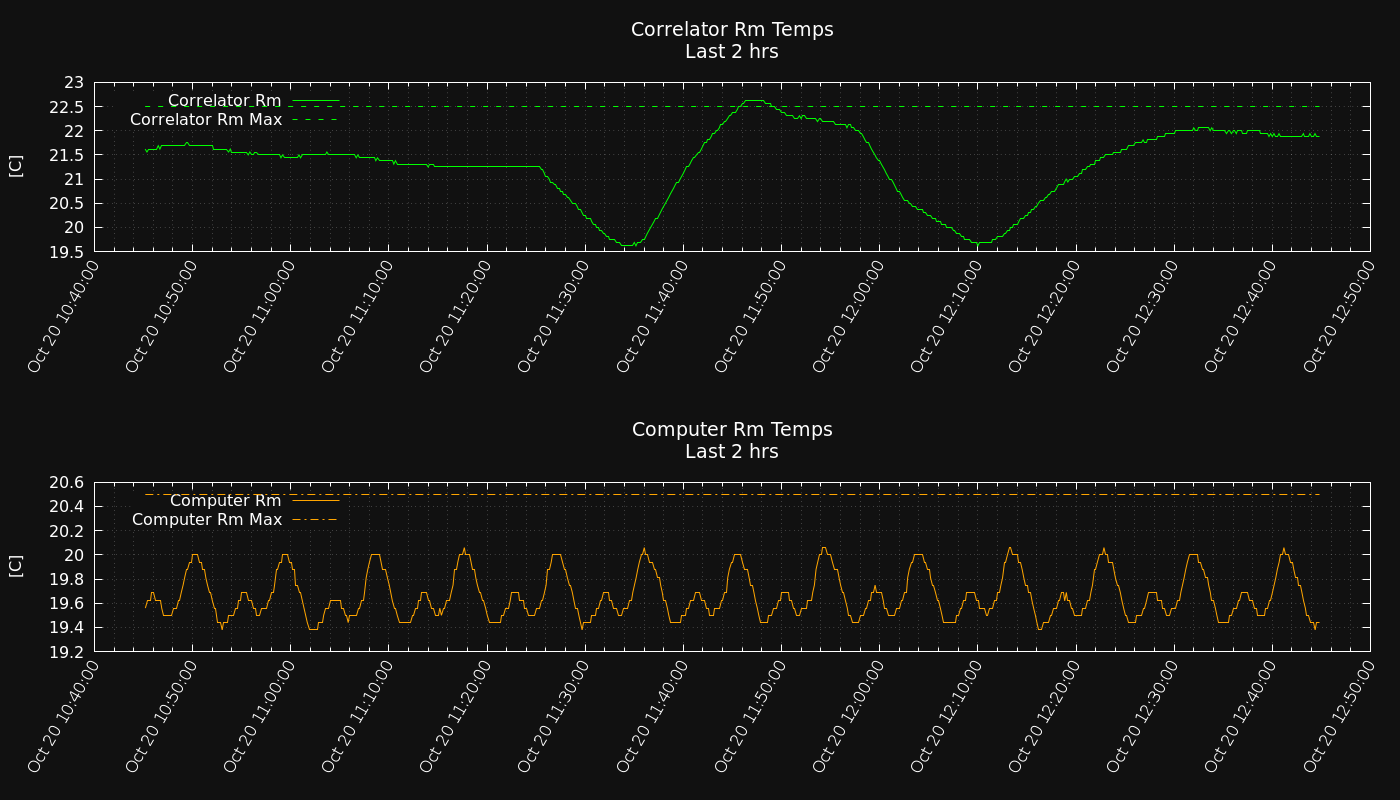 Correlator Rm Temps
Last 2 hrs
[C]
23
22.5
22
21.5
21
20.5
20
19.5
Correlator Rm
Correlator Rm Max
Oct 20 10:40:00
Oct 20 10:50:00
Oct 20 11:00:00
Oct 20 11:10:00
Oct 20 11:20:00
Oct 20 11:30:00
Oct 20 11:40:00
Oct 20 11:50:00
Oct 20 12:00:00
Oct 20 12:10:00
Oct 20 12:20:00
Oct 20 12:30:00
Oct 20 12:40:00
Oct 20 12:50:00
Computer Rm Temps
Last 2 hrs
[C]
20.6
20.4
20.2
20
19.8
19.6
19.4
19.2
Computer Rm
Computer Rm Max
Oct 20 10:40:00
Oct 20 10:50:00
Oct 20 11:00:00
Oct 20 11:10:00
Oct 20 11:20:00
Oct 20 11:30:00
Oct 20 11:40:00
Oct 20 11:50:00
Oct 20 12:00:00
Oct 20 12:10:00
Oct 20 12:20:00
Oct 20 12:30:00
Oct 20 12:40:00
Oct 20 12:50:00